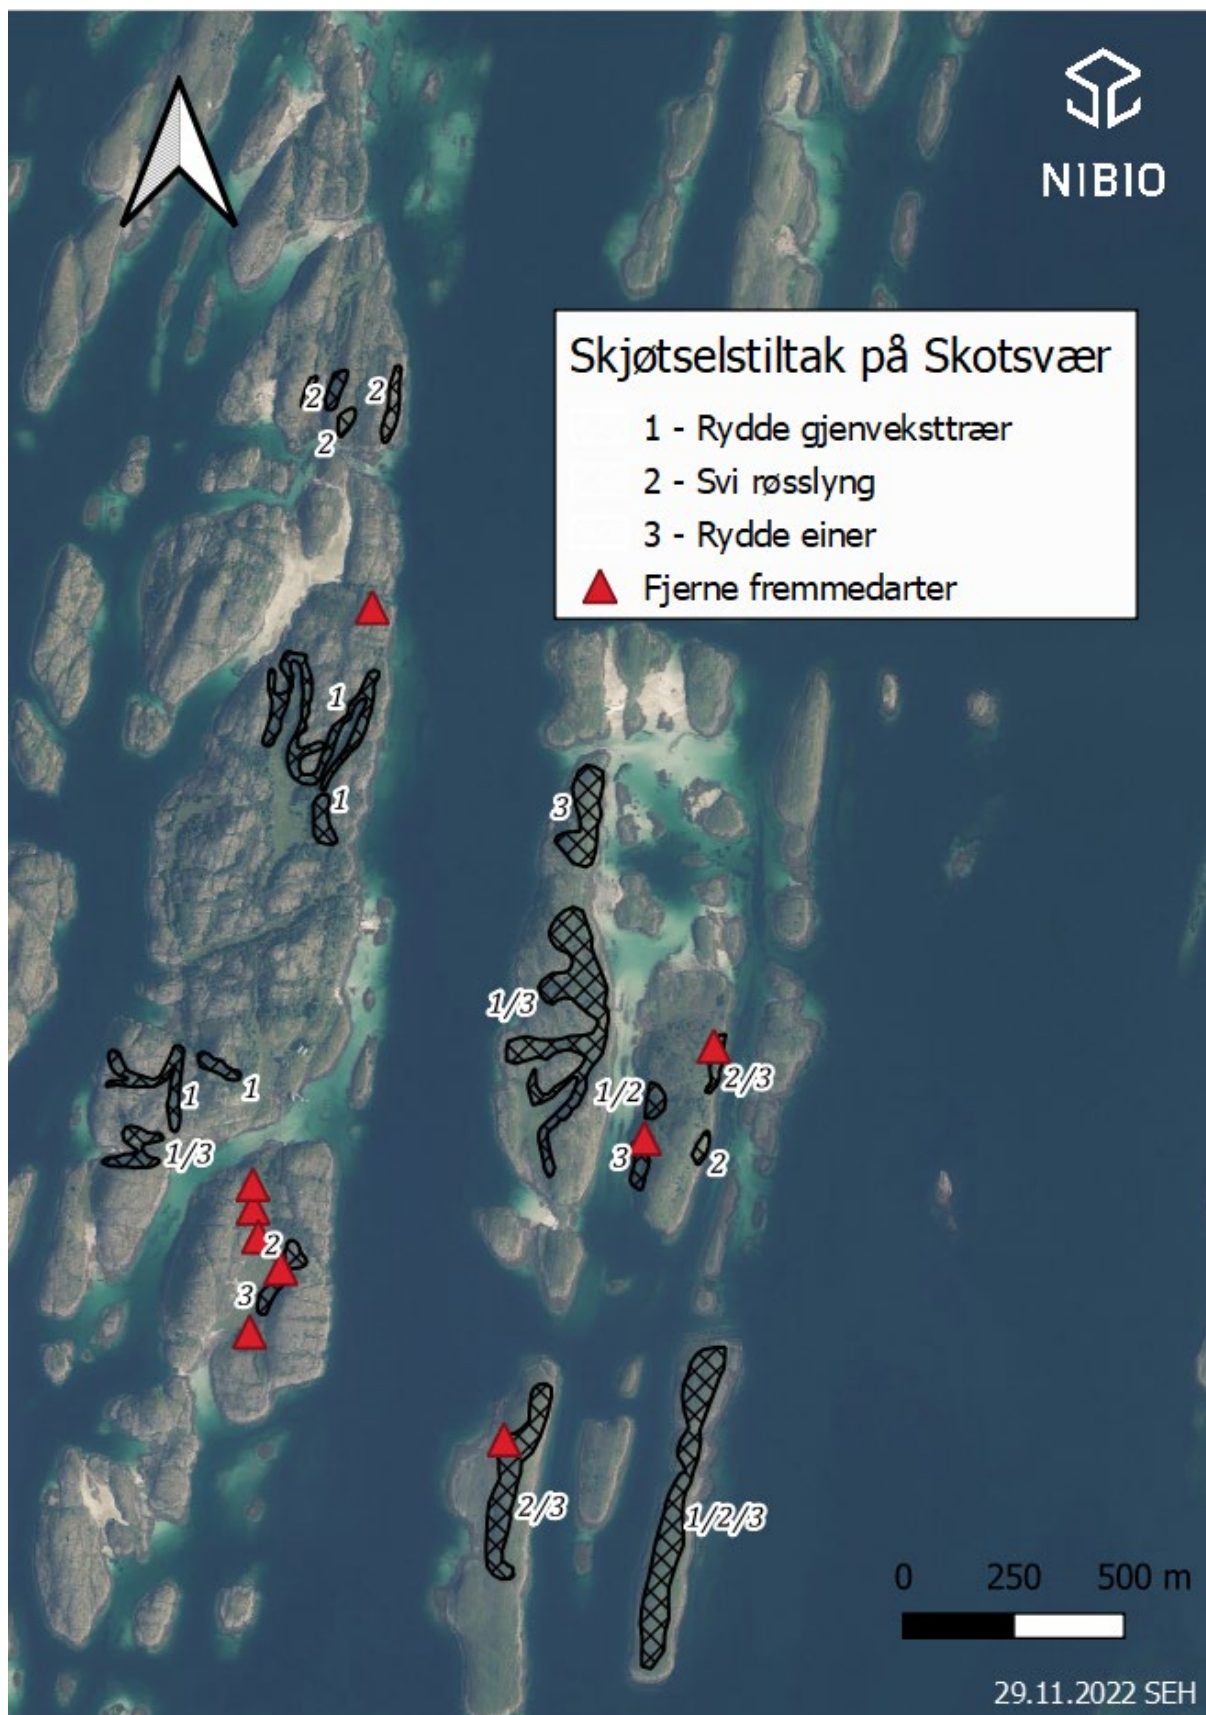 NIBIO
Skjøtselstiltak på Skotsvær
1 - Rydde gjenveksttrær
2 - Svi røsslyng
3 - Rydde einer
Fjerne fremmedarter
2
2
2
1
1
3
1/3
1
1
1/3
1/2
2/3
3
2
2
3
2/3
1/2/3
0 250 500 m
29.11.2022 SEH